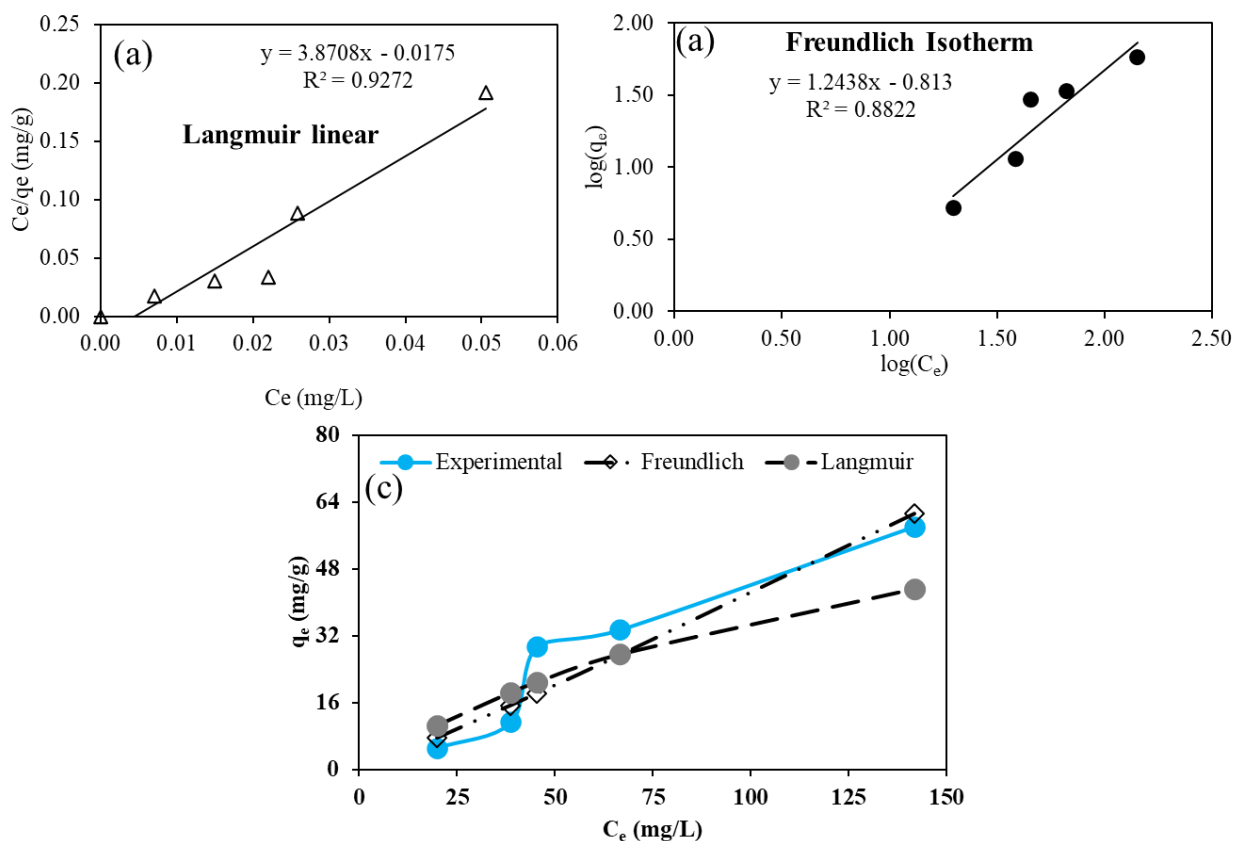 (a)
y = 3.8708x - 0.0175
R² = 0.9272
Langmuir linear
Ce/qe (mg/g)
0.25
0.20
0.15
0.10
0.05
0.00
0.00 0.01 0.02 0.03 0.04 0.05 0.06
Ce (mg/L)
(a)
Freundlich Isotherm
y = 1.2438x - 0.813
R² = 0.8822
log(qₑ)
2.00
1.50
1.00
0.50
0.00
0.00 0.50 1.00 1.50 2.00 2.50
log(Cₑ)
(c)
Experimental Freundlich Langmuir
qₑ (mg/g)
80
64
48
32
16
0
0 25 50 75 100 125 150
Cₑ (mg/L)